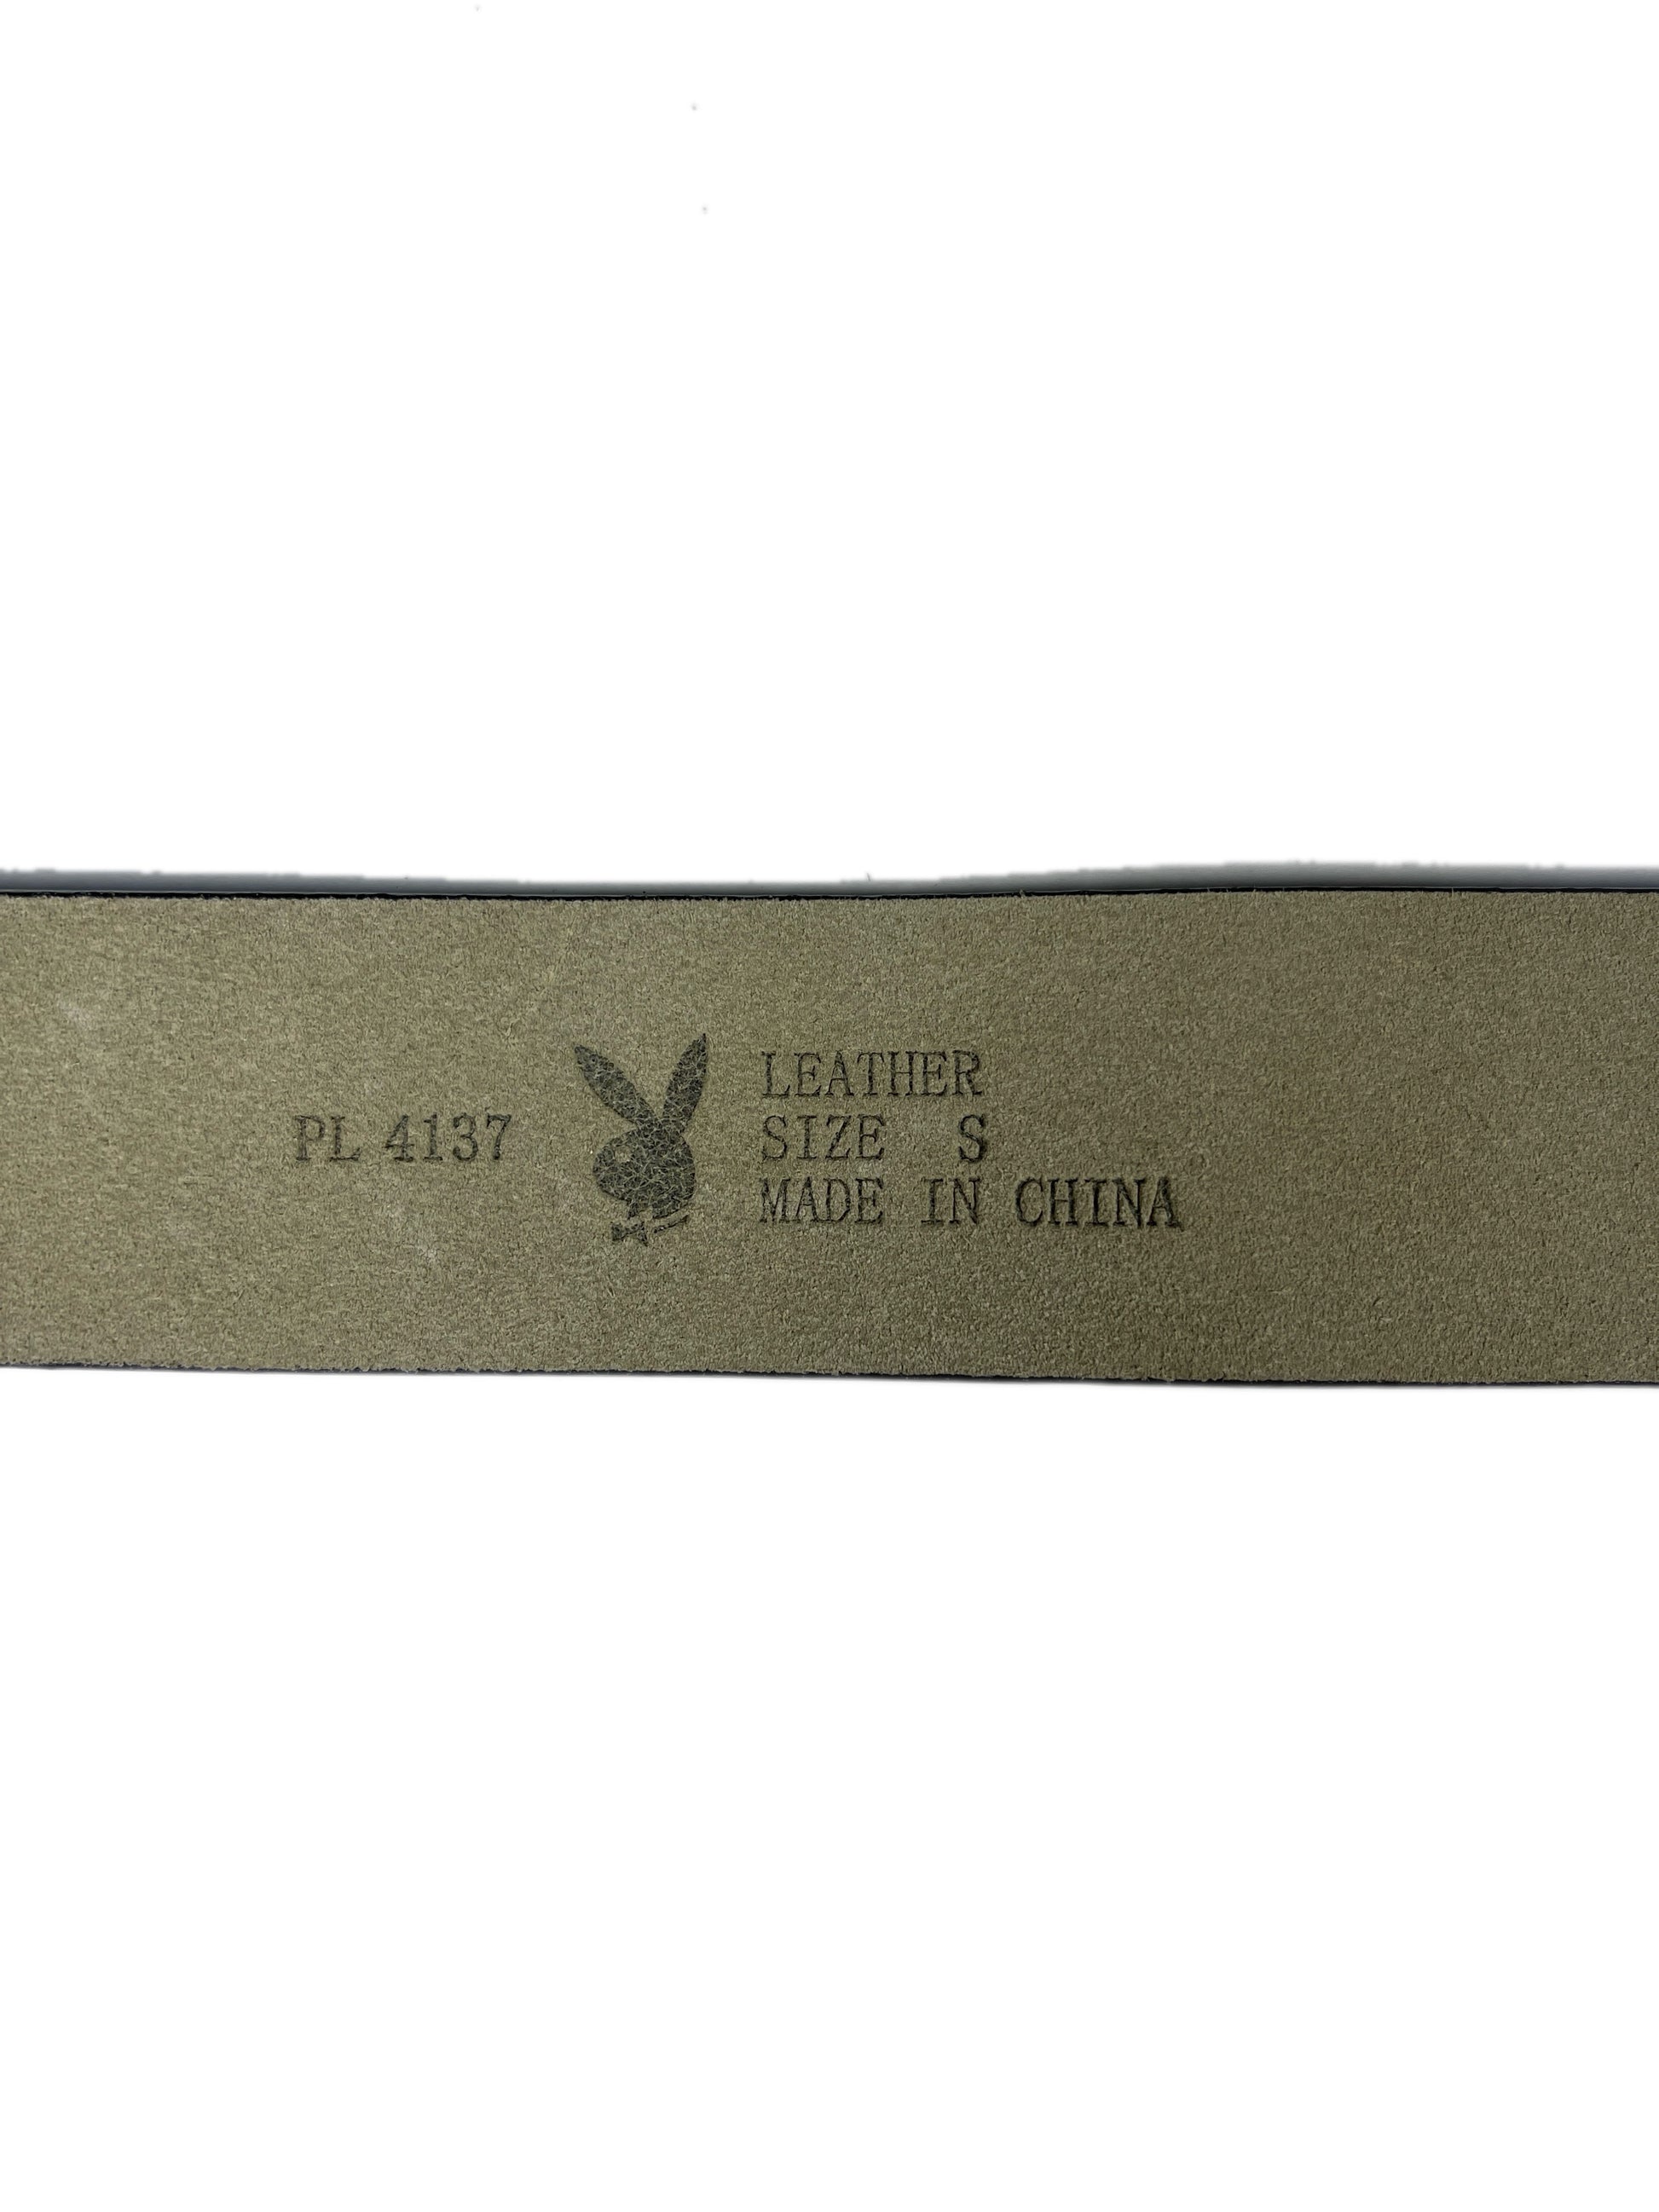 PL 4137
LEATHER
SIZE S
MADE IN CHINA